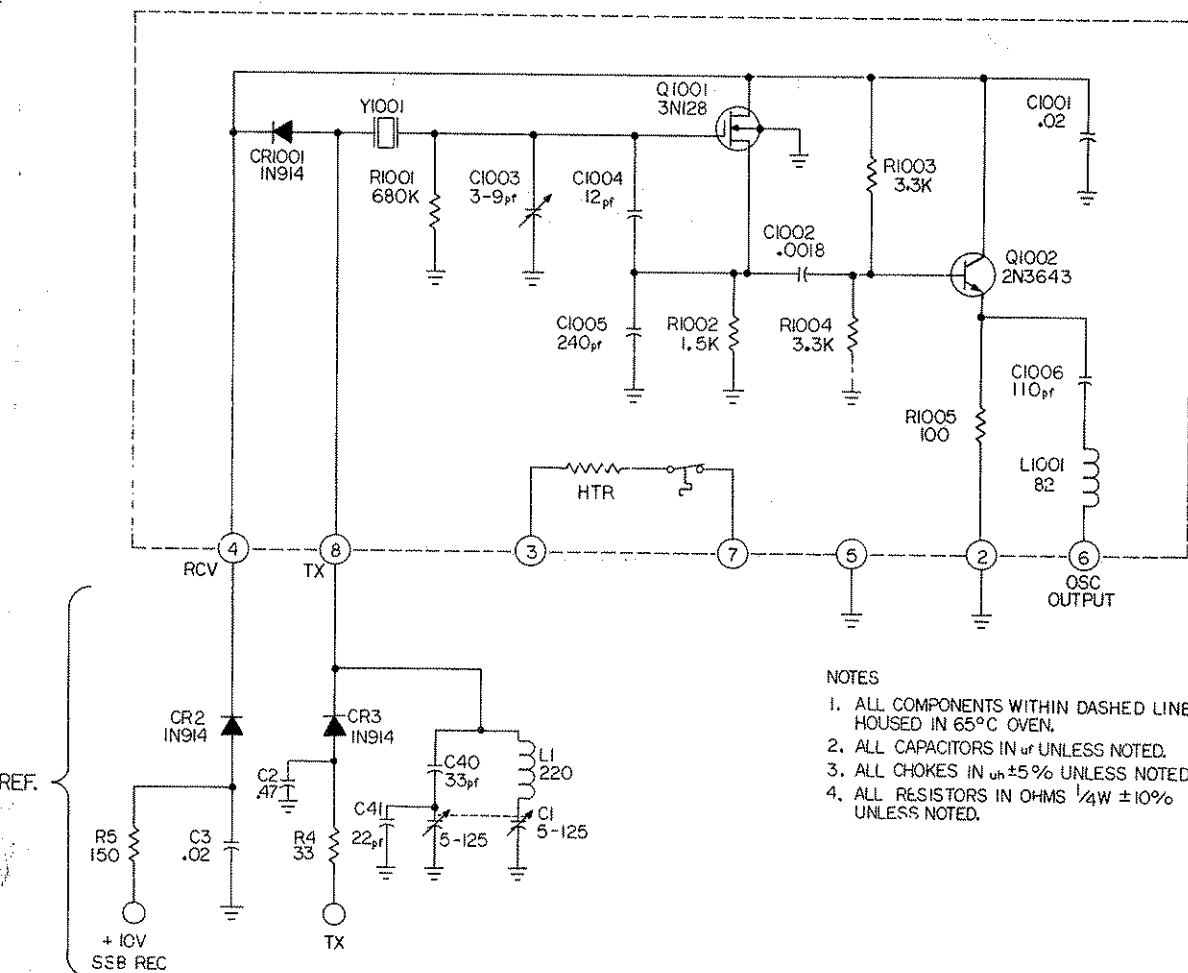 Q1001
3N128
Y1001
C1001
.02
CR1001
1N914
R1001
680K
C1003
3-9pf
C1004
12pf
R1003
3.3K
C1002
.0018
Q1002
2N3643
C1005
240pf
R1002
1.5K
R1004
3.3K
C1006
110pf
R1005
100
L1001
82
HTR
4
8
3
7
5
2
6
RCV
TX
OSC
OUTPUT
NOTES
1. ALL COMPONENTS WITHIN DASHED LINE
HOUSED IN 65°C OVEN.
2. ALL CAPACITORS IN uf UNLESS NOTED.
3. ALL CHOKES IN uh ±5% UNLESS NOTED
4. ALL RESISTORS IN OHMS 1/4W ±10%
UNLESS NOTED.
REF.
CR2
1N914
CR3
1N914
C2
.47
C40
33pf
L1
220
C41
22pf
5-125
C1
5-125
R5
150
C3
.02
R4
33
+10V
SSB REC
TX